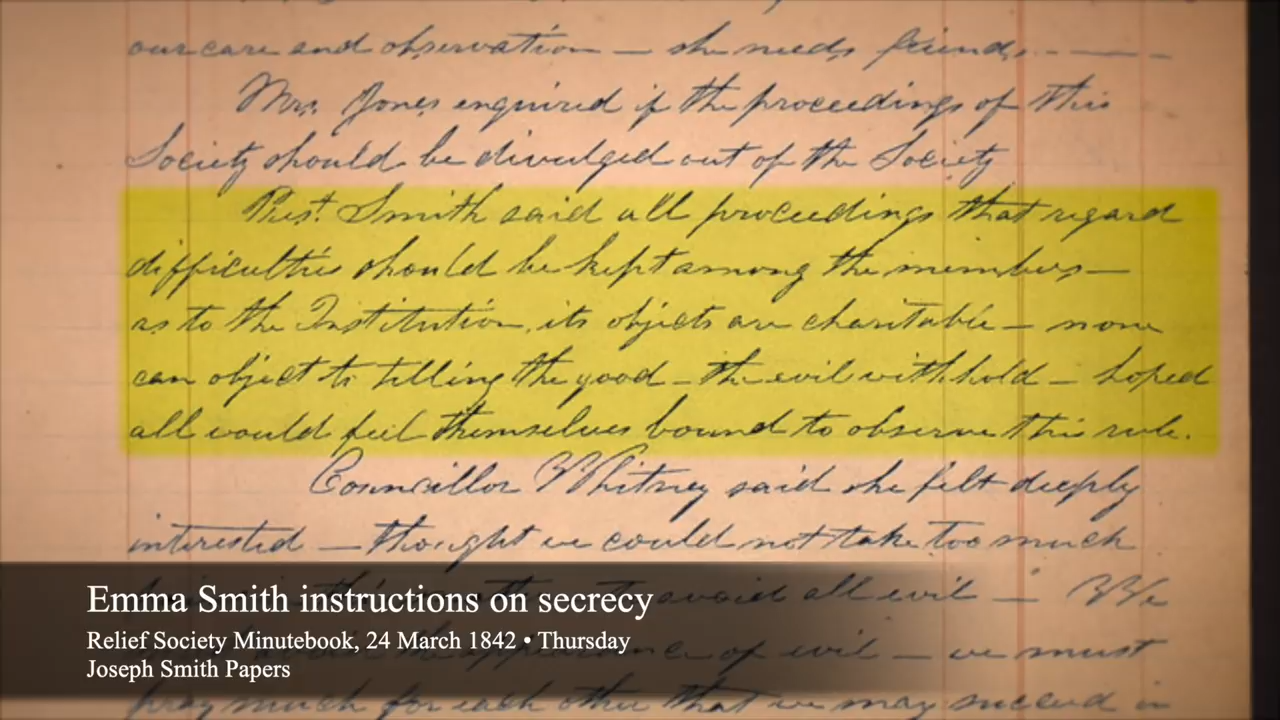 our care and observation — she needs friends. — — —
Mrs. Jones enquired if the proceedings of this
Society should be divulged out of the Society
Prest. Smith said all proceedings that regard
difficulties should be kept among the members —
as to the Institution, its objects are charitable — none
can object to telling the good — the evil withhold — hoped
all would feel themselves bound to observe this rule.
Councillor Whitney said she felt deeply
interested — thought we could not take too much
avoid all evil — We
the appearance of evil — we must
pray much for each other that we may succeed in
Emma Smith instructions on secrecy
Relief Society Minutebook, 24 March 1842 • Thursday
Joseph Smith Papers